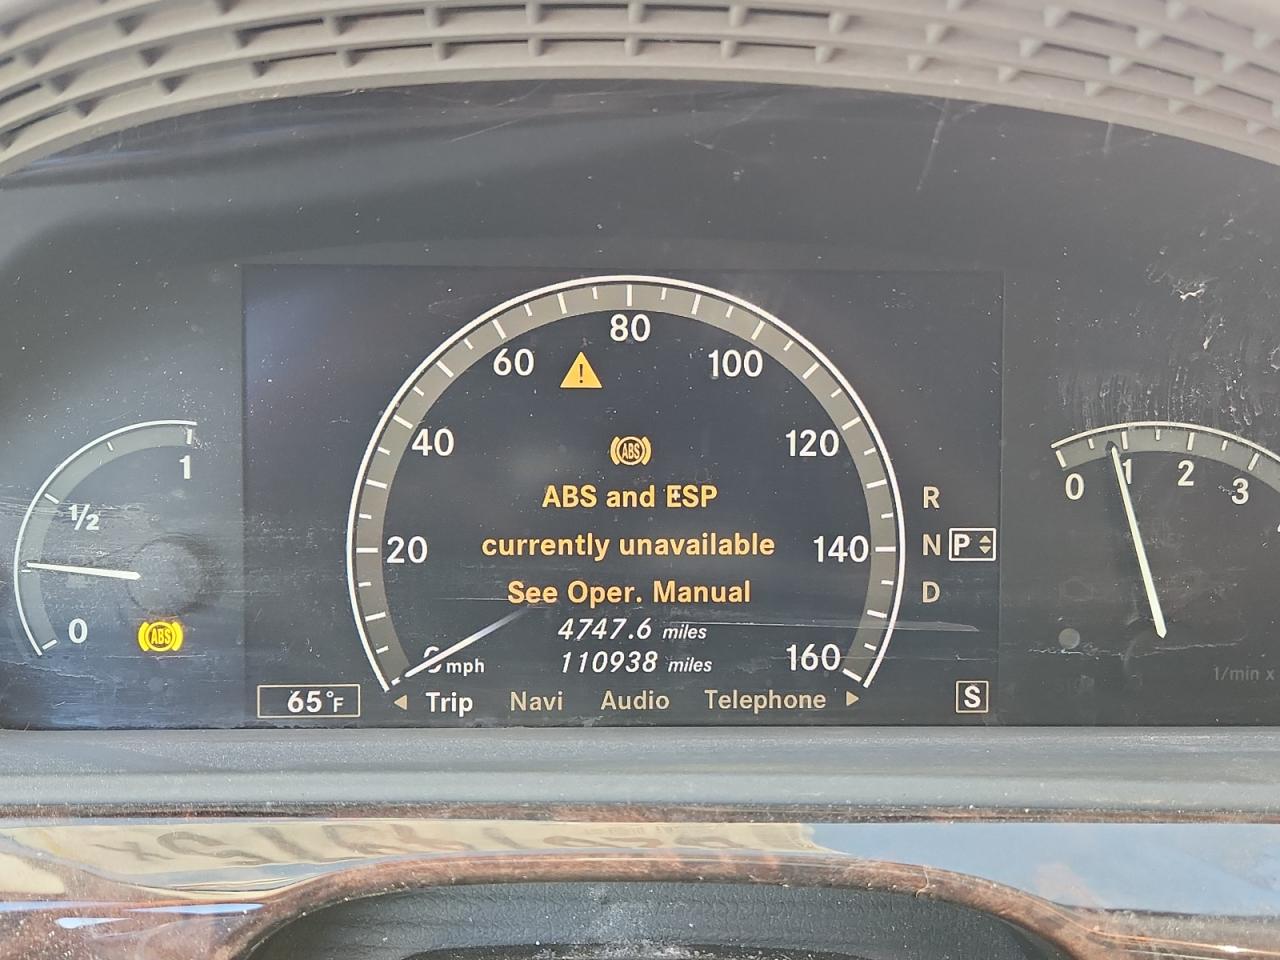 80
60
100
40
120
ABS
1
1/2
0
ABS
20
ABS and ESP
currently unavailable
See Oper. Manual
140
R
N P
D
0 1 2 3
4747.6 miles
110938 miles
mph
160
65°F
Trip Navi Audio Telephone
S
1/min x